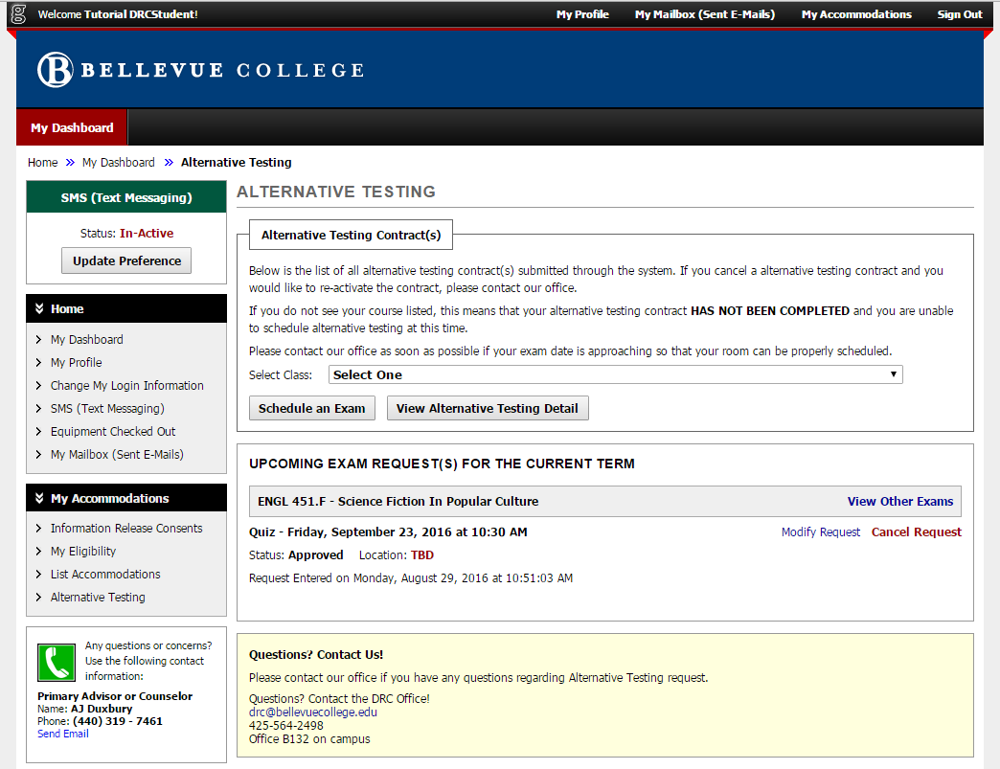 Welcome Tutorial DRCStudent!
My Profile My Mailbox (Sent E-Mails) My Accommodations Sign Out
B BELLEVUE COLLEGE
My Dashboard
Home » My Dashboard » Alternative Testing
SMS (Text Messaging)
Status: In-Active
Update Preference
Home
My Dashboard
My Profile
Change My Login Information
SMS (Text Messaging)
Equipment Checked Out
My Mailbox (Sent E-Mails)
My Accommodations
Information Release Consents
My Eligibility
List Accommodations
Alternative Testing
Any questions or concerns?
Use the following contact
information:
Primary Advisor or Counselor
Name: AJ Duxbury
Phone: (440) 319 - 7461
Send Email
ALTERNATIVE TESTING
Alternative Testing Contract(s)
Below is the list of all alternative testing contract(s) submitted through the system. If you cancel a alternative testing contract and you
would like to re-activate the contract, please contact our office.
If you do not see your course listed, this means that your alternative testing contract HAS NOT BEEN COMPLETED and you are unable
to schedule alternative testing at this time.
Please contact our office as soon as possible if your exam date is approaching so that your room can be properly scheduled.
Select Class: Select One
Schedule an Exam View Alternative Testing Detail
UPCOMING EXAM REQUEST(S) FOR THE CURRENT TERM
ENGL 451.F - Science Fiction In Popular Culture View Other Exams
Quiz - Friday, September 23, 2016 at 10:30 AM Modify Request Cancel Request
Status: Approved Location: TBD
Request Entered on Monday, August 29, 2016 at 10:51:03 AM
Questions? Contact Us!
Please contact our office if you have any questions regarding Alternative Testing request.
Questions? Contact the DRC Office!
drc@bellevuecollege.edu
425-564-2498
Office B132 on campus